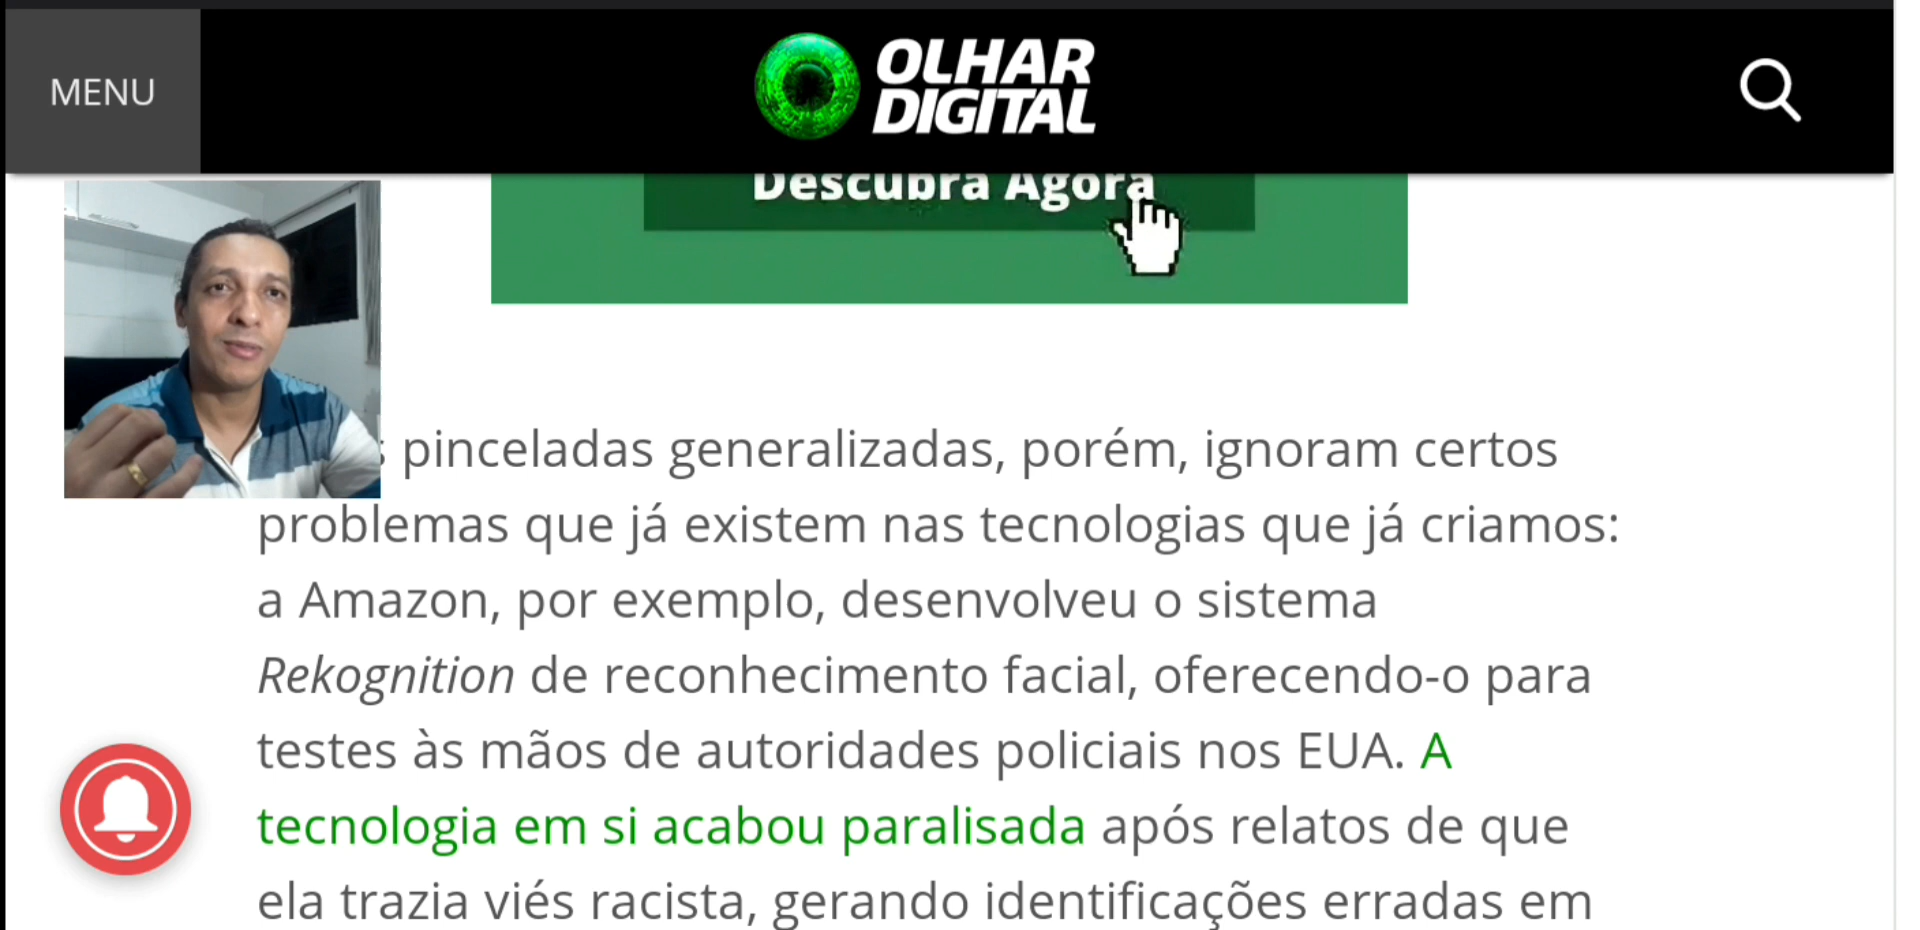 MENU
OLHAR
DIGITAL
Descubra Agora
pinceladas generalizadas, porém, ignoram certos
problemas que já existem nas tecnologias que já criamos:
a Amazon, por exemplo, desenvolveu o sistema
Rekognition de reconhecimento facial, oferecendo-o para
testes às mãos de autoridades policiais nos EUA. A
tecnologia em si acabou paralisada após relatos de que
ela trazia viés racista, gerando identificações erradas em